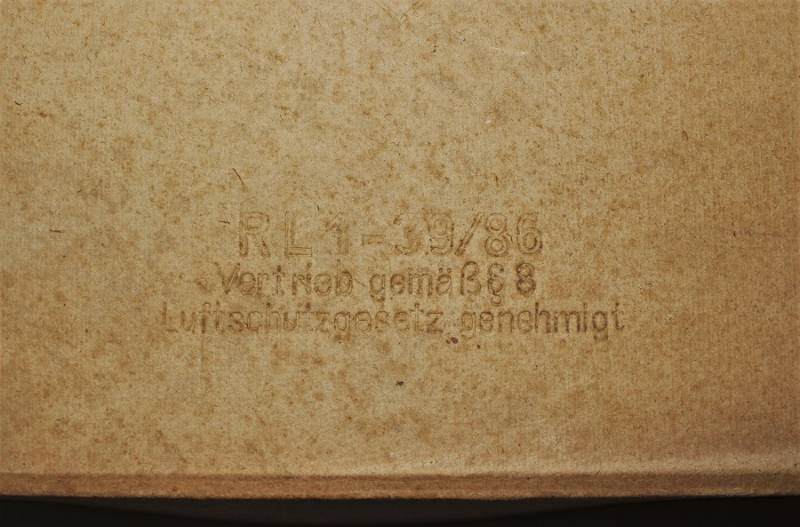 RL1-39/86
Vertrieb gemäß § 8
Luftschutzgesetz genehmigt